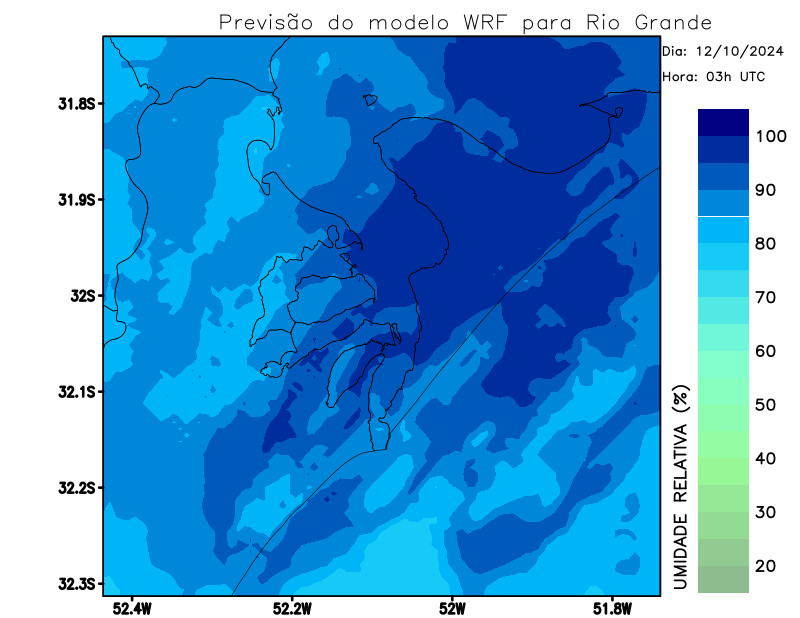 Previsão do modelo WRF para Rio Grande
Dia: 12/10/2024
Hora: 03h UTC
31.8S
31.9S
32S
32.1S
32.2S
32.3S
52.4W 52.2W 52W 51.8W
100
90
80
70
60
50
40
30
20
UMIDADE RELATIVA (%)